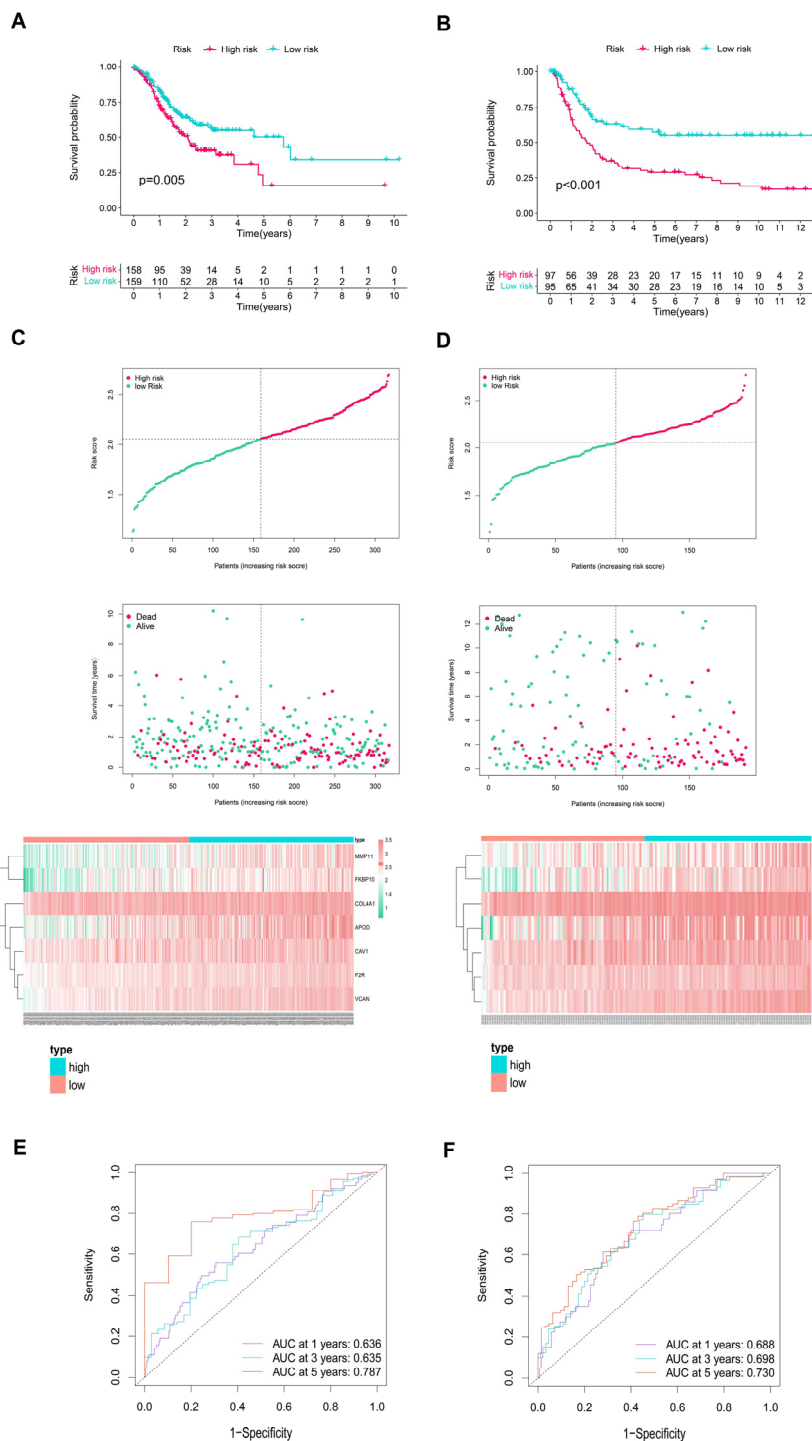 A
Risk High risk Low risk
Survival probability
1.00
0.75
0.50
0.25
0.00
p=0.005
0 1 2 3 4 5 6 7 8 9 10
Time(years)
Risk
High risk 158 95 39 14 5 2 1 1 1 1 0
Low risk 159 110 52 28 14 10 5 2 2 2 1
0 1 2 3 4 5 6 7 8 9 10
Time(years)
B
Risk High risk Low risk
Survival probability
1.00
0.75
0.50
0.25
0.00
p<0.001
0 1 2 3 4 5 6 7 8 9 10 11 12
Time(years)
Risk
High risk 97 56 39 28 23 20 17 15 11 10 9 4 2
Low risk 95 65 41 34 30 28 23 19 16 14 10 5 3
0 1 2 3 4 5 6 7 8 9 10 11 12
Time(years)
C
High risk
low Risk
Risk score
2.5
2.0
1.5
0 50 100 150 200 250 300
Patients (increasing risk socre)
Dead
Alive
Survival time (years)
10
8
6
4
2
0
0 50 100 150 200 250 300
Patients (increasing risk socre)
type
MMP11
FKBP10
COL4A1
APOD
CAV1
F2R
VCAN
type
3.5
3
2.5
2
1.5
1
type
high
low
D
High risk
low Risk
Risk score
2.5
2.0
1.5
0 50 100 150
Patients (increasing risk socre)
Dead
Alive
Survival time (years)
12
10
8
6
4
2
0
0 50 100 150
Patients (increasing risk socre)
type
high
low
E
Sensitivity
1.0
0.8
0.6
0.4
0.2
0.0
AUC at 1 years: 0.636
AUC at 3 years: 0.635
AUC at 5 years: 0.787
0.0 0.2 0.4 0.6 0.8 1.0
1−Specificity
F
Sensitivity
1.0
0.8
0.6
0.4
0.2
0.0
AUC at 1 years: 0.688
AUC at 3 years: 0.698
AUC at 5 years: 0.730
0.0 0.2 0.4 0.6 0.8 1.0
1−Specificity